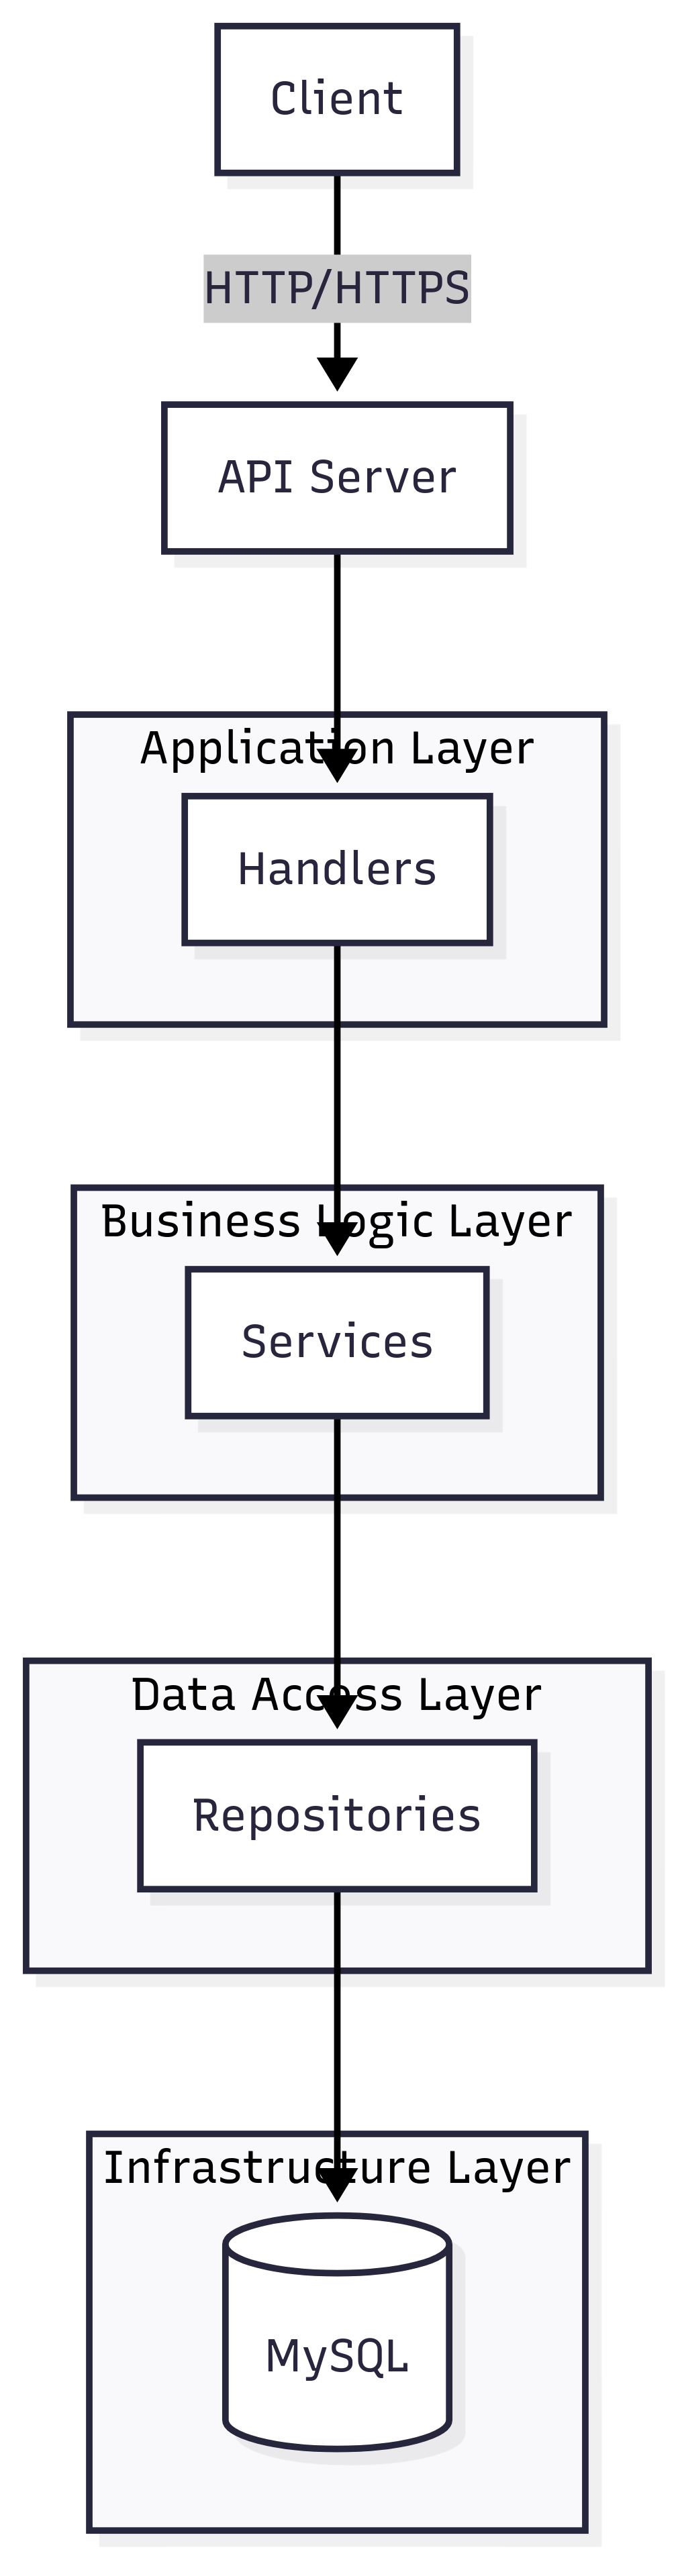 Client
HTTP/HTTPS
API Server
Application Layer
Handlers
Business Logic Layer
Services
Data Access Layer
Repositories
Infrastructure Layer
MySQL